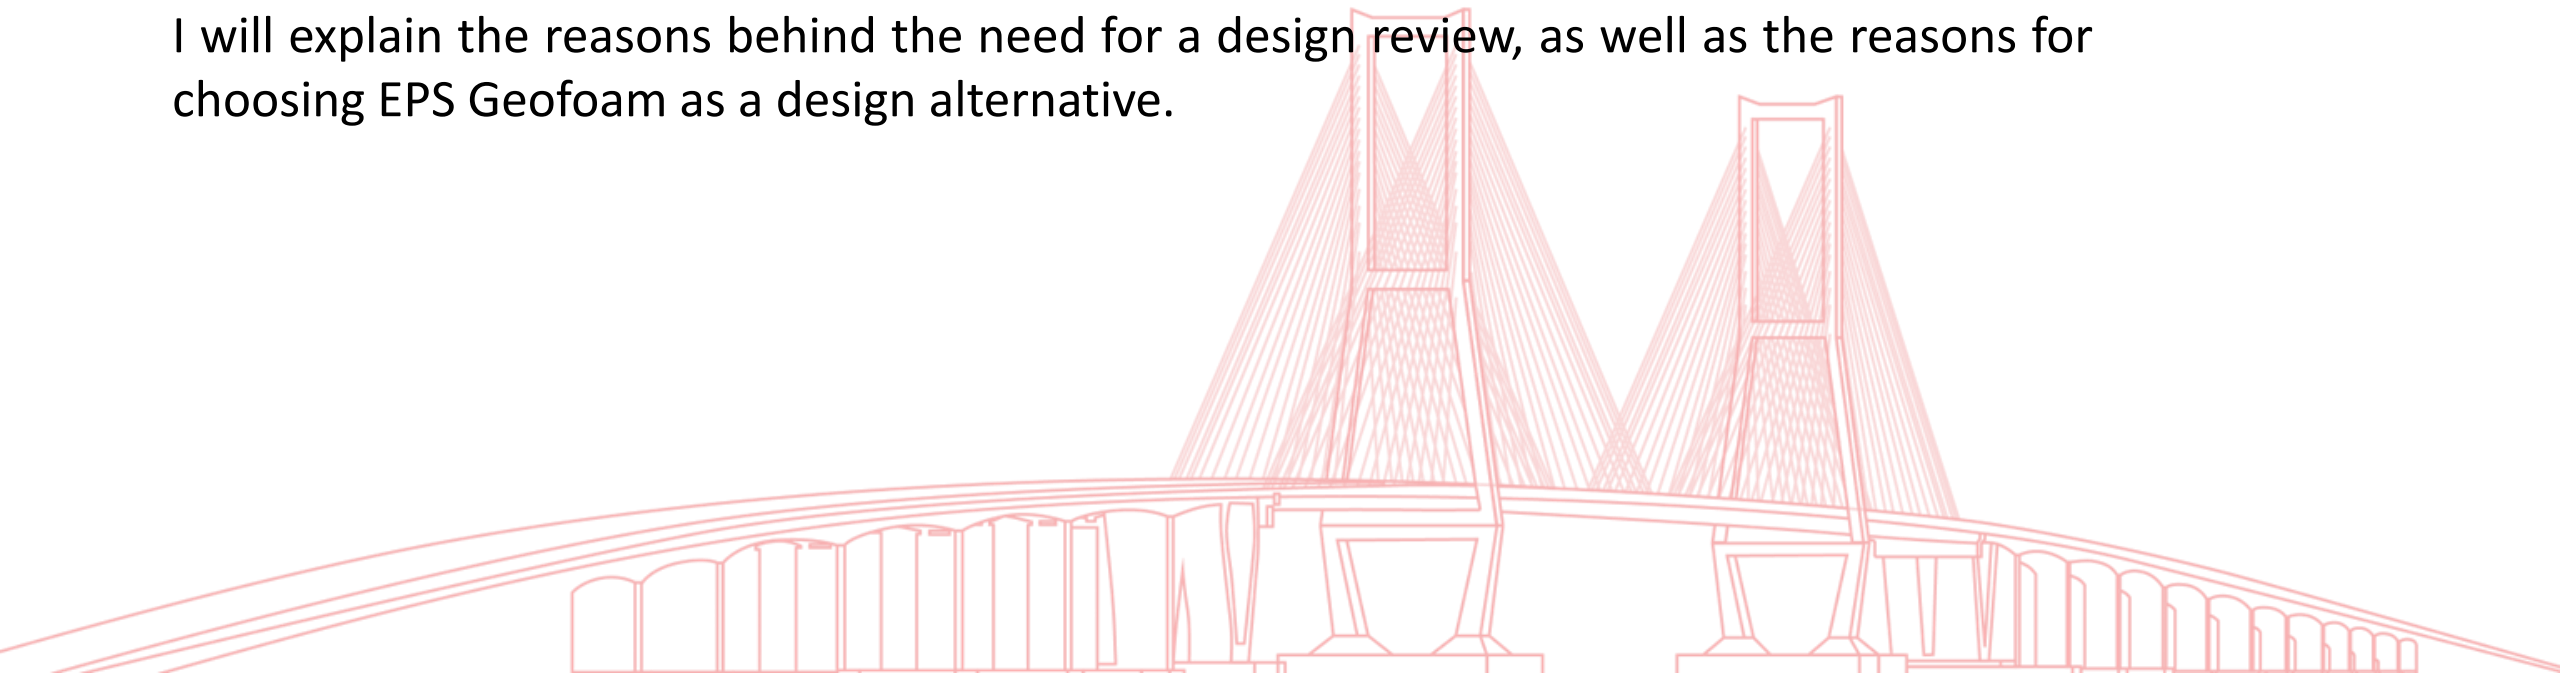 I will explain the reasons behind the need for a design review, as well as the reasons for
choosing EPS Geofoam as a design alternative.